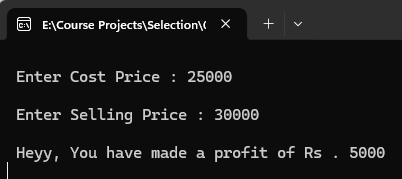 E:\Course Projects\Selection\(
Enter Cost Price : 25000
Enter Selling Price : 30000
Heyy, You have made a profit of Rs . 5000